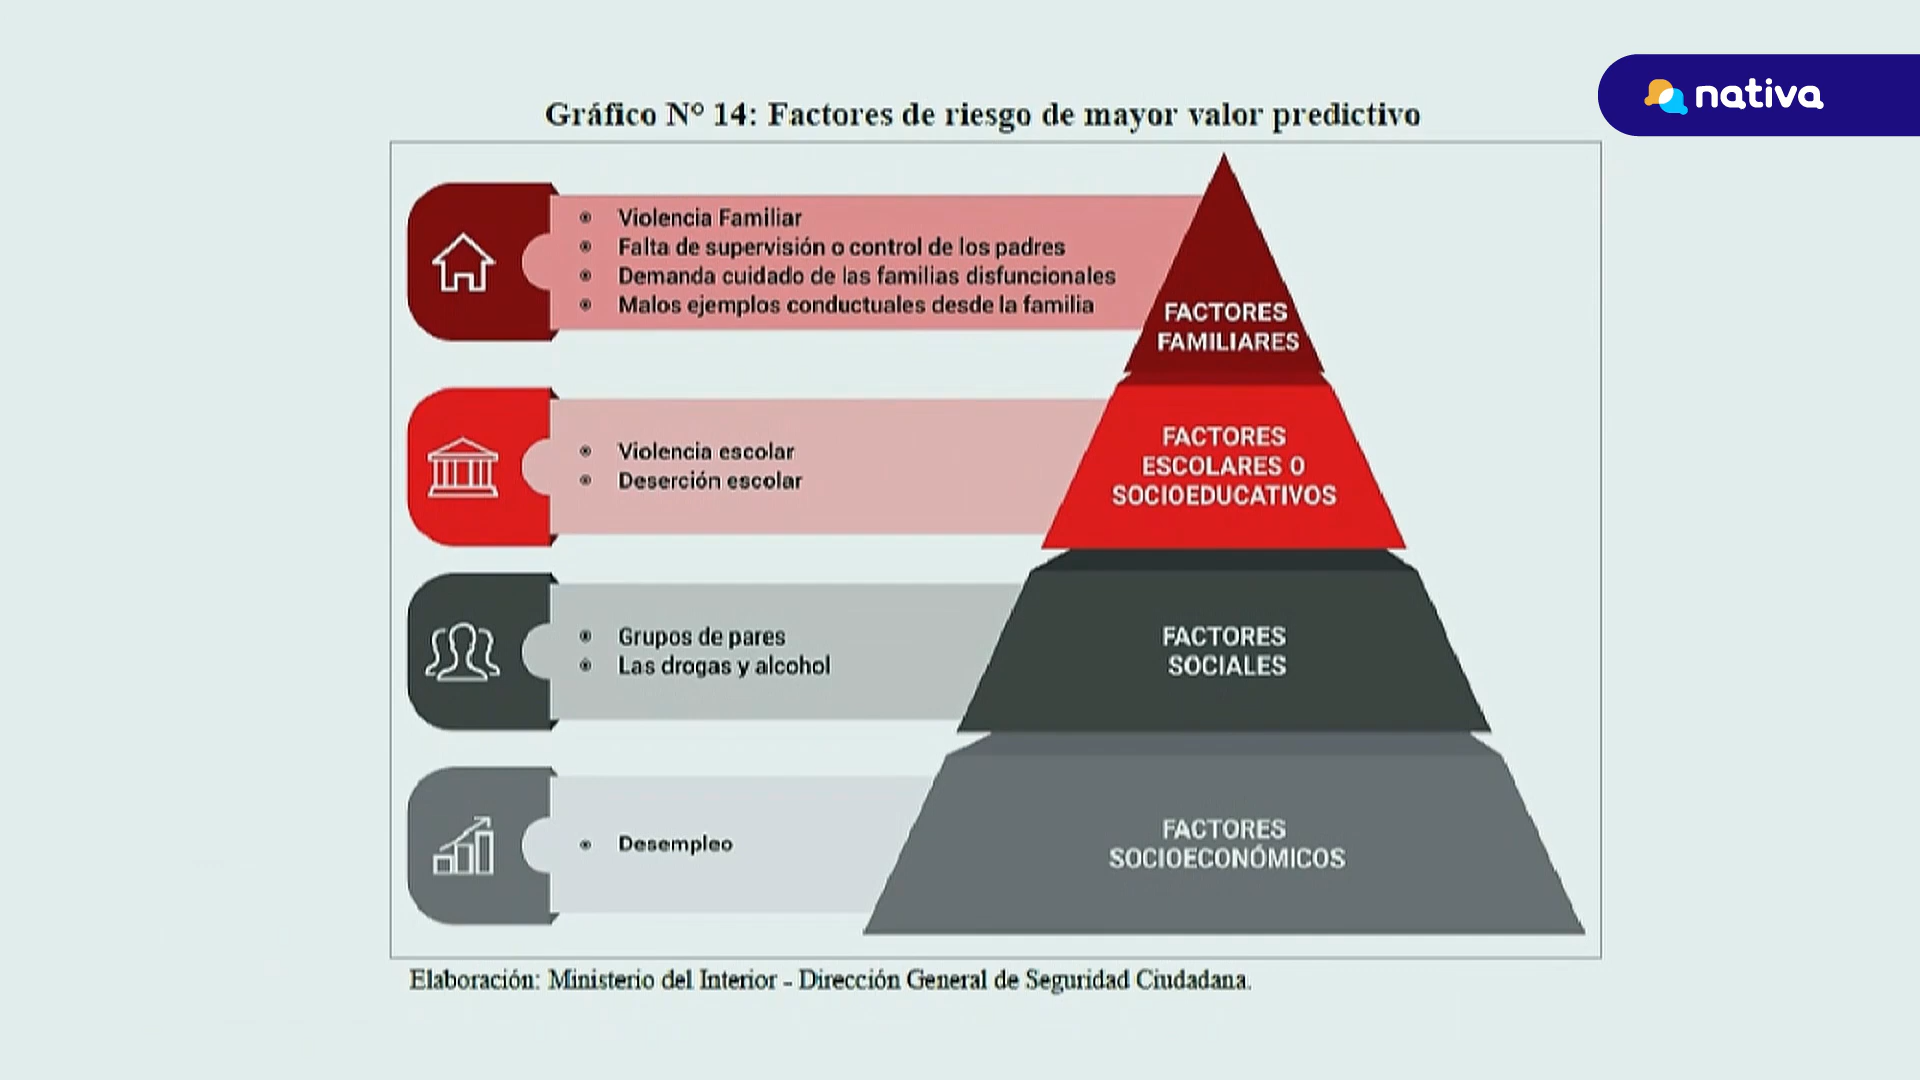 nativa
Gráfico N° 14: Factores de riesgo de mayor valor predictivo
Violencia Familiar
Falta de supervisión o control de los padres
Demanda cuidado de las familias disfuncionales
Malos ejemplos conductuales desde la familia
FACTORES
FAMILIARES
Violencia escolar
Deserción escolar
FACTORES
ESCOLARES O
SOCIOEDUCATIVOS
Grupos de pares
Las drogas y alcohol
FACTORES
SOCIALES
Desempleo
FACTORES
SOCIOECONÓMICOS
Elaboración: Ministerio del Interior - Dirección General de Seguridad Ciudadana.